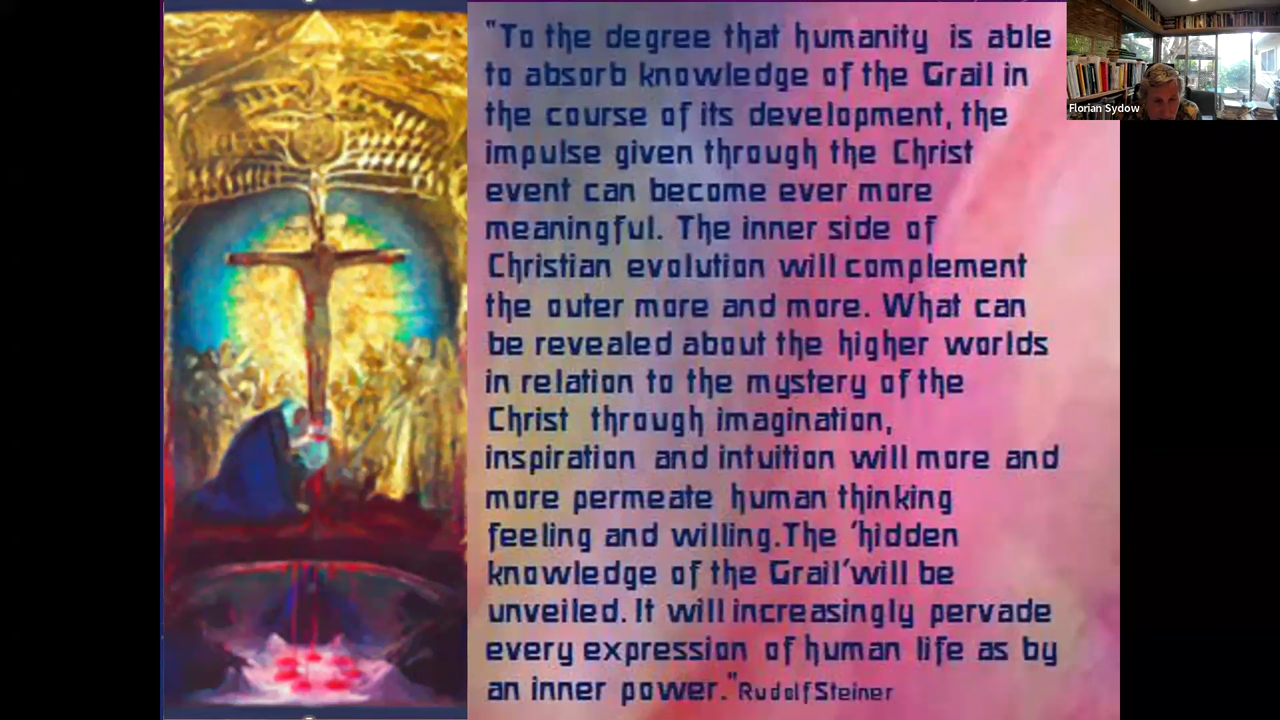 "To the degree that humanity is able
to absorb knowledge of the Grail in
the course of its development, the
impulse given through the Christ
event can become ever more
meaningful. The inner side of
Christian evolution will complement
the outer more and more. What can
be revealed about the higher worlds
in relation to the mystery of the
Christ through imagination,
inspiration and intuition will more and
more permeate human thinking
feeling and willing.The 'hidden
knowledge of the Grail'will be
unveiled. It will increasingly pervade
every expression of human life as by
an inner power."Rudolf Steiner
Florian Sydow